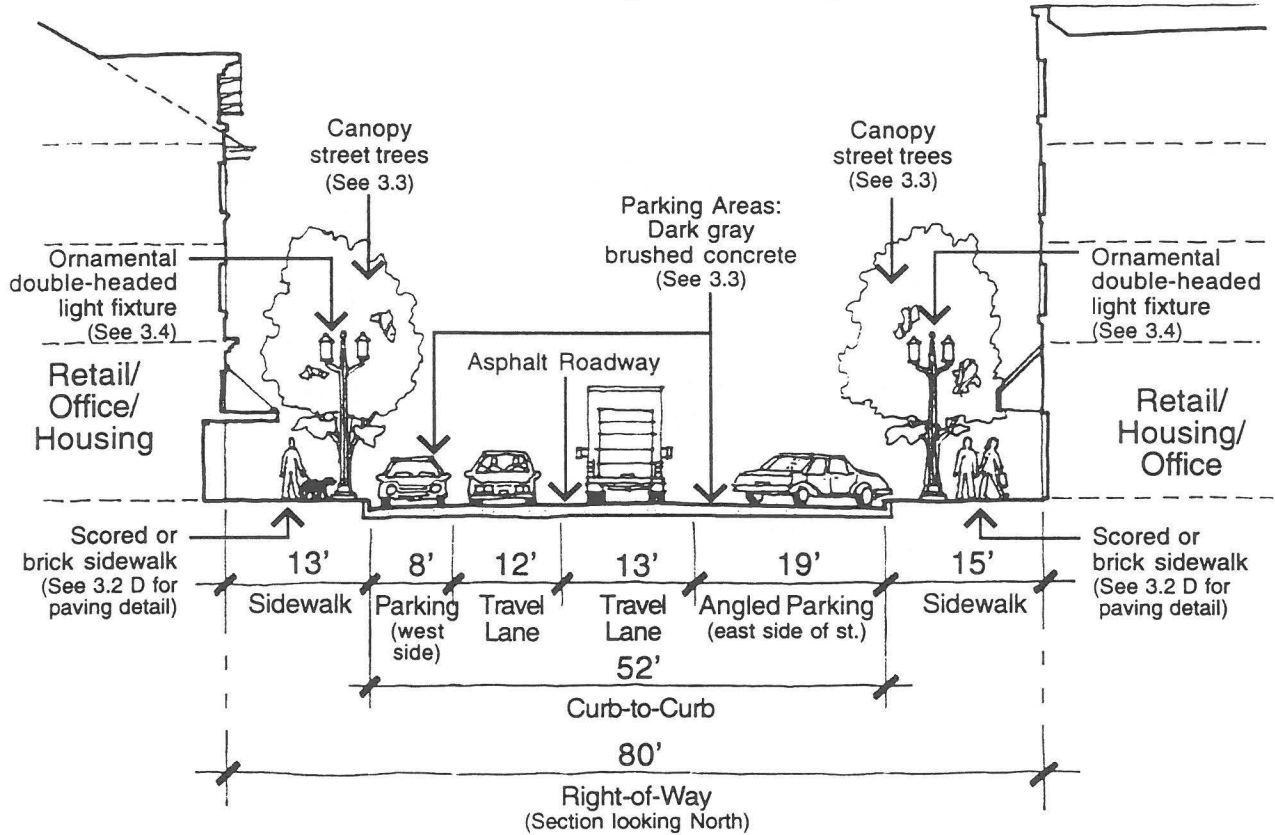 Canopy
street trees
(See 3.3)
Canopy
street trees
(See 3.3)
Parking Areas:
Dark gray
brushed concrete
(See 3.3)
Ornamental
double-headed
light fixture
(See 3.4)
Ornamental
double-headed
light fixture
(See 3.4)
Asphalt Roadway
Retail/
Office/
Housing
Retail/
Housing/
Office
Scored or
brick sidewalk
(See 3.2 D for
paving detail)
13'
Sidewalk
8'
Parking
(west
side)
12'
Travel
Lane
13'
Travel
Lane
19'
Angled Parking
(east side of st.)
15'
Sidewalk
Scored or
brick sidewalk
(See 3.2 D for
paving detail)
52'
Curb-to-Curb
80'
Right-of-Way
(Section looking North)